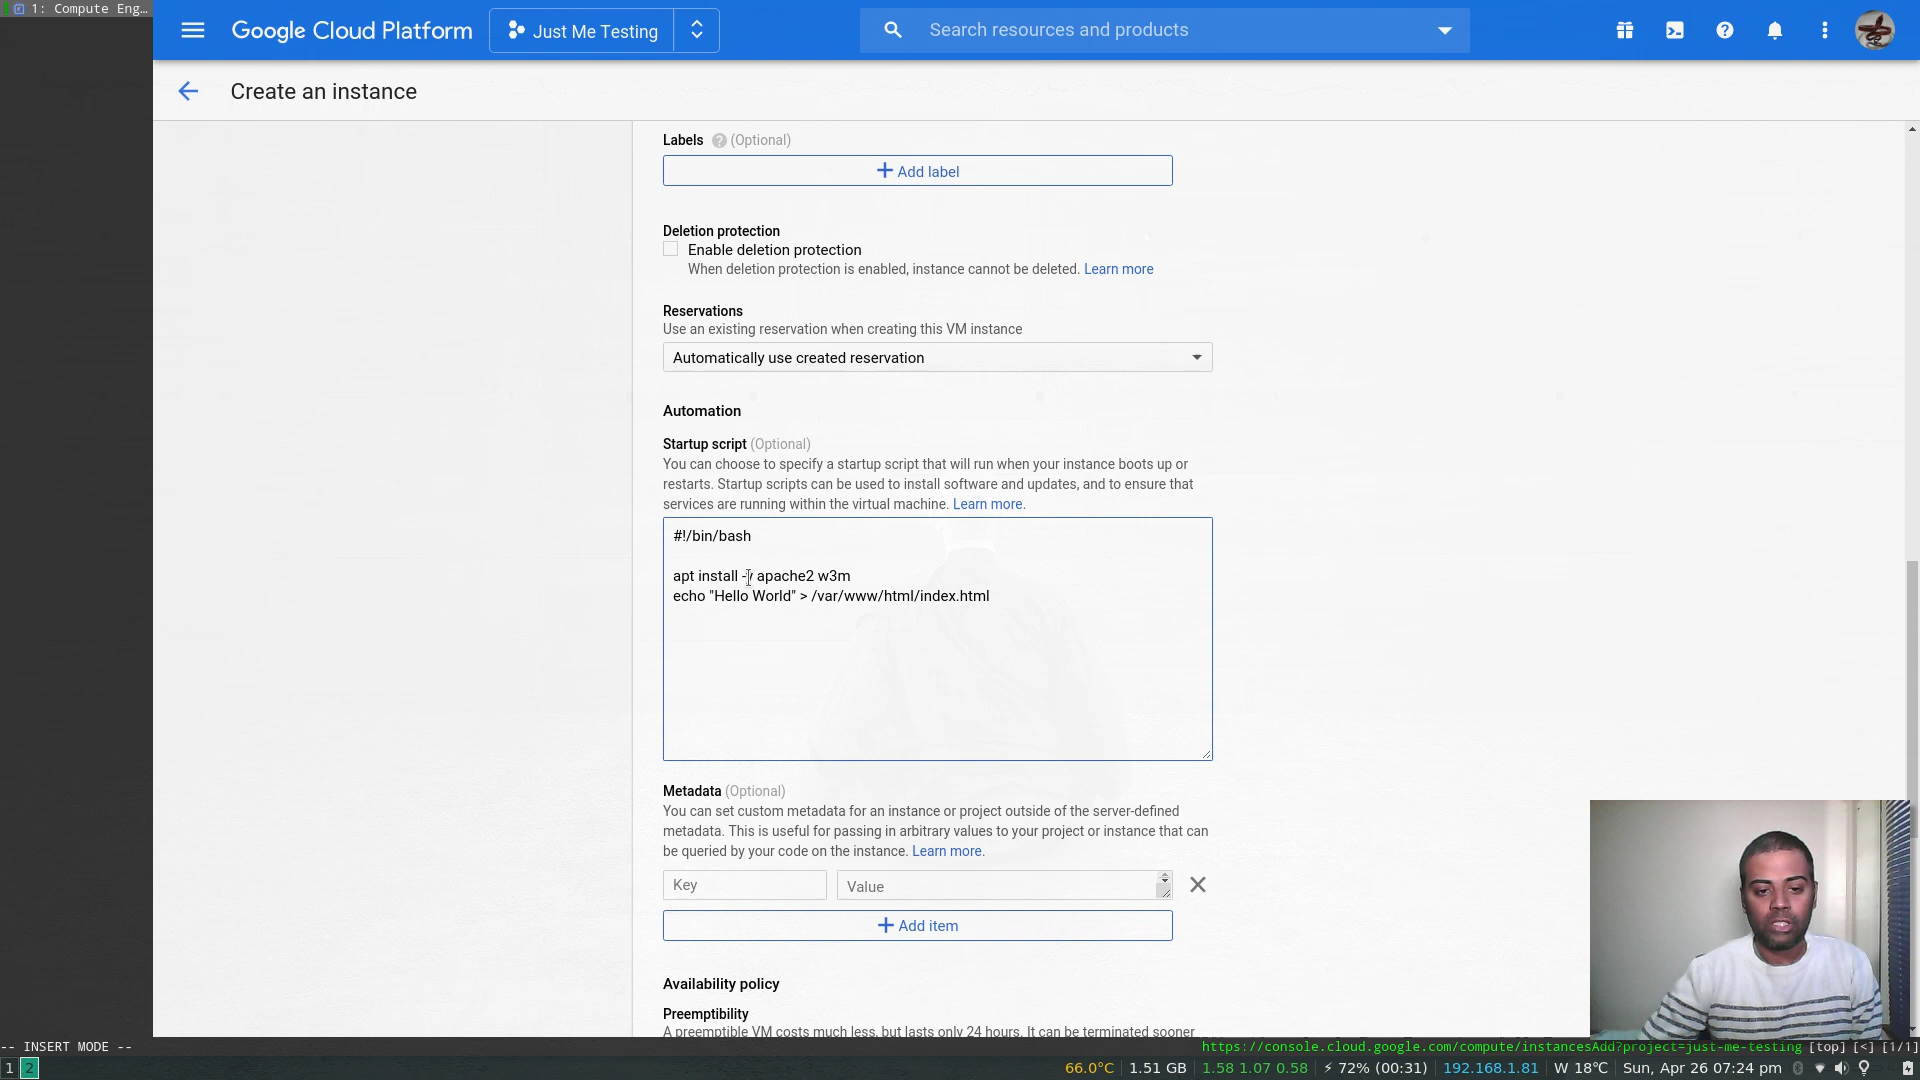 1: Compute Eng…
Google Cloud Platform
Just Me Testing
Search resources and products
Create an instance
Labels ? (Optional)
+ Add label
Deletion protection
Enable deletion protection
When deletion protection is enabled, instance cannot be deleted. Learn more
Reservations
Use an existing reservation when creating this VM instance
Automatically use created reservation
Automation
Startup script (Optional)
You can choose to specify a startup script that will run when your instance boots up or
restarts. Startup scripts can be used to install software and updates, and to ensure that
services are running within the virtual machine. Learn more.
#!/bin/bash
apt install -y apache2 w3m
echo "Hello World" > /var/www/html/index.html
Metadata (Optional)
You can set custom metadata for an instance or project outside of the server-defined
metadata. This is useful for passing in arbitrary values to your project or instance that can
be queried by your code on the instance. Learn more.
Key
Value
+ Add item
Availability policy
Preemptibility
A preemptible VM costs much less, but lasts only 24 hours. It can be terminated sooner
-- INSERT MODE --
https://console.cloud.google.com/compute/instancesAdd?project=just-me-testing [top] [<] [1/1]
1 2
66.0°C 1.51 GB 1.58 1.07 0.58 ⚡ 72% (00:31) 192.168.1.81 W 18°C Sun, Apr 26 07:24 pm